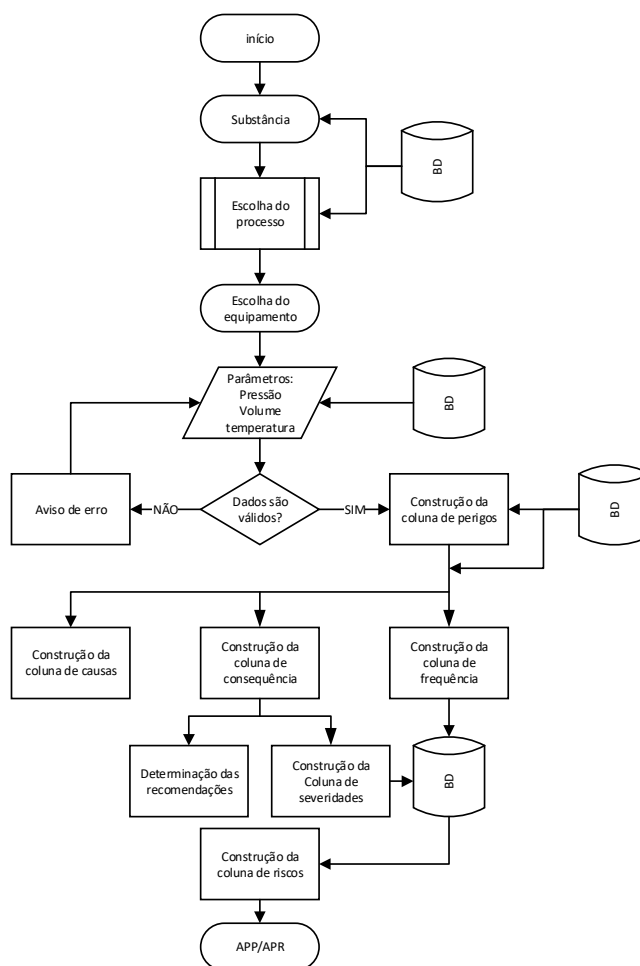 início
Substância
BD
Escolha do
processo
Escolha do
equipamento
Parâmetros:
Pressão
Volume
temperatura
BD
Aviso de erro
NÃO
Dados são
válidos?
SIM
Construção da
coluna de perigos
BD
Construção da
coluna de causas
Construção da
coluna de
consequência
Construção da
coluna de
frequência
Determinação das
recomendações
Construção da
Coluna de
severidades
BD
Construção da
coluna de riscos
APP/APR